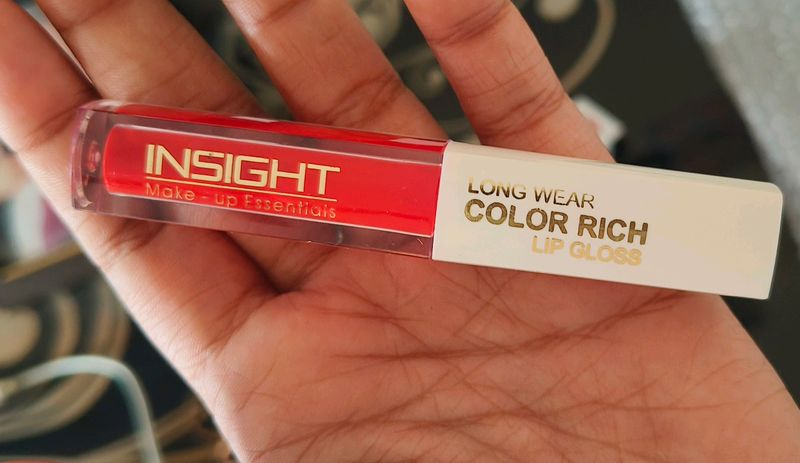 INSIGHT
Make-up Essentials
LONG WEAR
COLOR RICH
LIP GLOSS